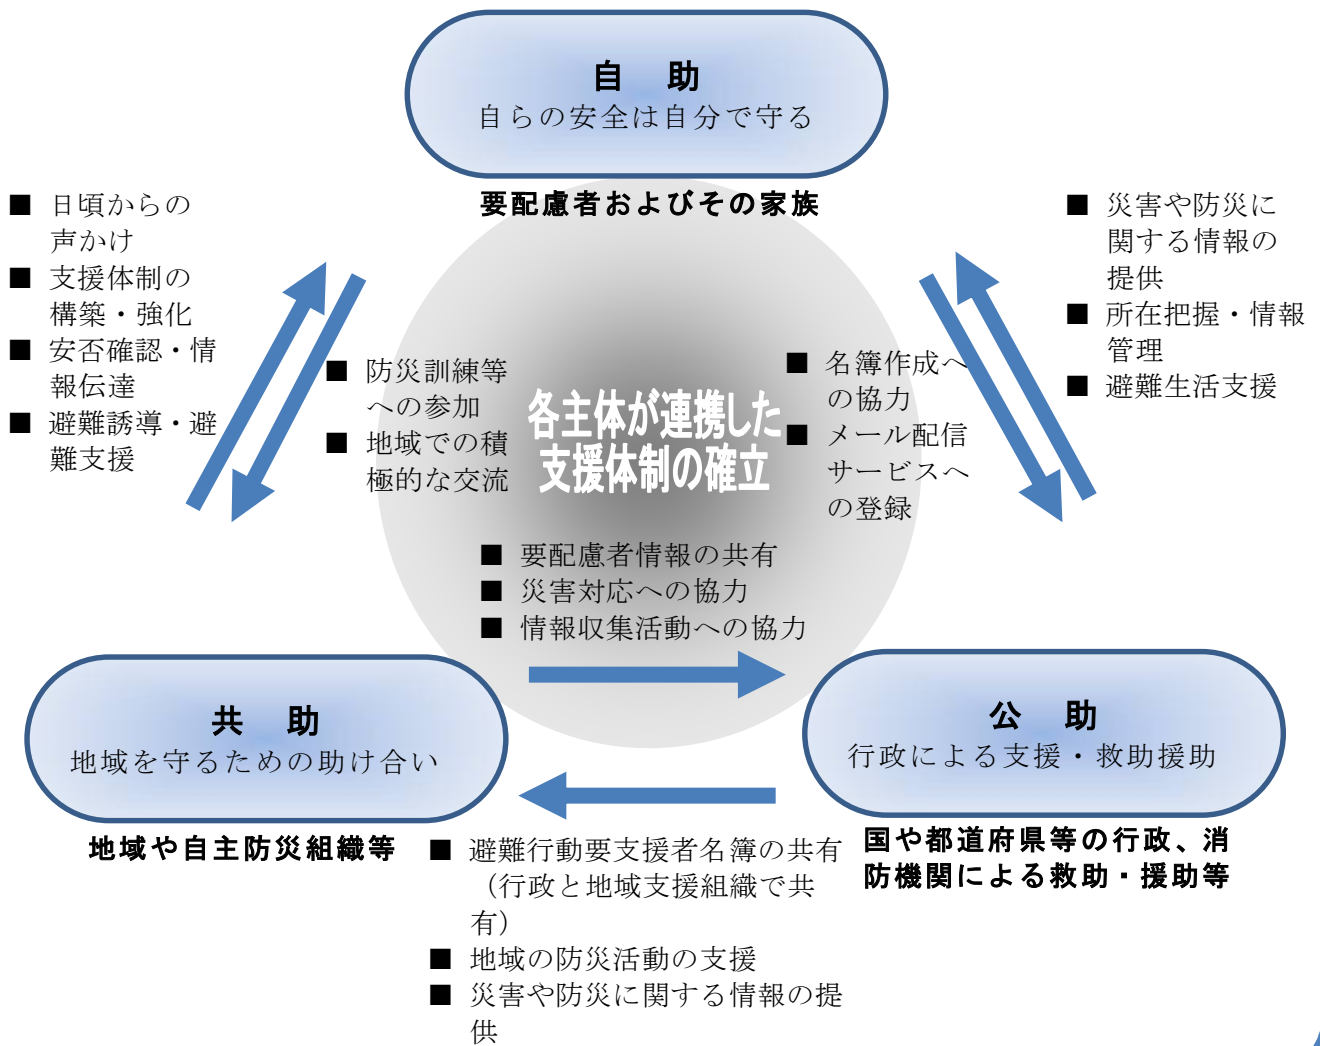 自　助
自らの安全は自分で守る
要配慮者およびその家族
■ 日頃からの
声かけ
■ 支援体制の
構築・強化
■ 安否確認・情
報伝達
■ 避難誘導・避
難支援
■ 防災訓練等
への参加
■ 地域での積
極的な交流
各主体が連携した
支援体制の確立
■ 名簿作成へ
の協力
■ メール配信
サービスへ
の登録
■ 災害や防災に
関する情報の
提供
■ 所在把握・情報
管理
■ 避難生活支援
■ 要配慮者情報の共有
■ 災害対応への協力
■ 情報収集活動への協力
共　助
地域を守るための助け合い
地域や自主防災組織等
公　助
行政による支援・救助援助
国や都道府県等の行政、消
防機関による救助・援助等
■ 避難行動要支援者名簿の共有
（行政と地域支援組織で共
有）
■ 地域の防災活動の支援
■ 災害や防災に関する情報の提
供